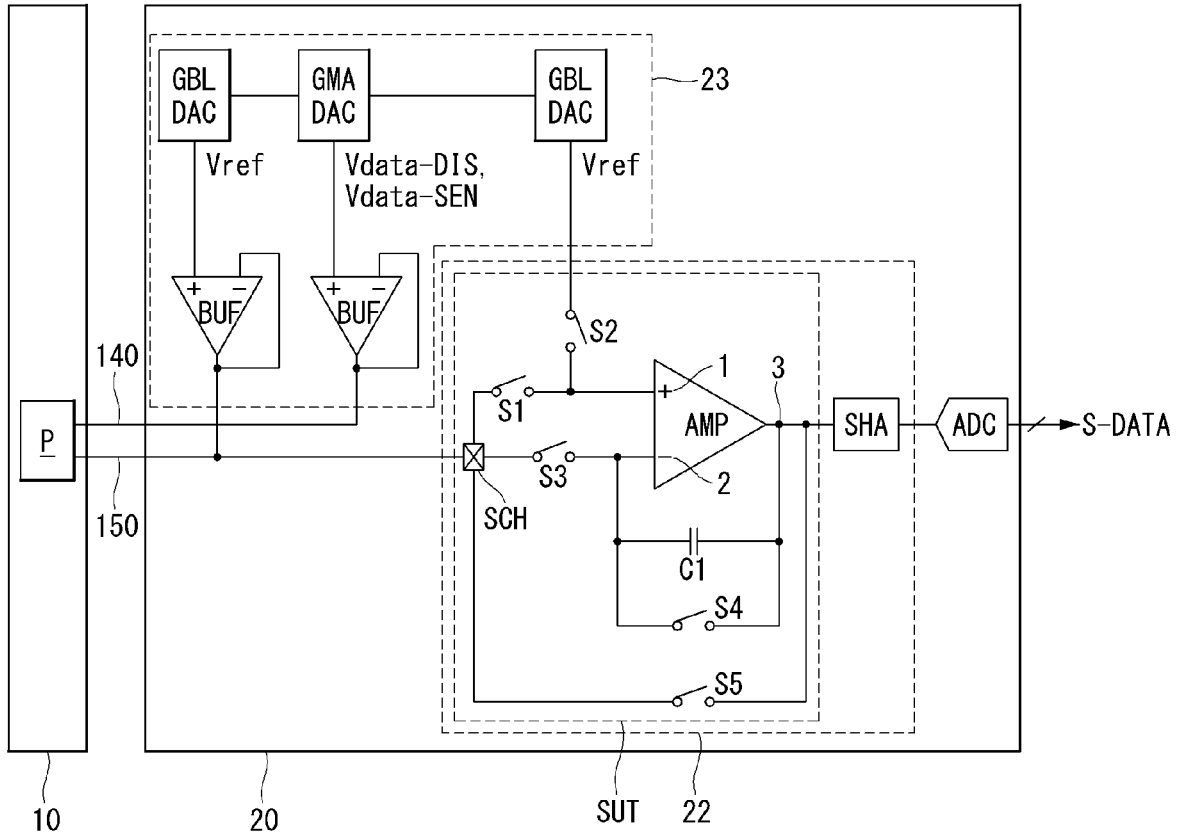 GBL
DAC
GMA
DAC
GBL
DAC
23
Vref
Vdata-DIS,
Vdata-SEN
Vref
+ −
BUF
+ −
BUF
S2
140
1
3
S1
+
AMP
SHA
ADC
S-DATA
P
S3
−
2
150
SCH
C1
S4
S5
10
20
SUT
22